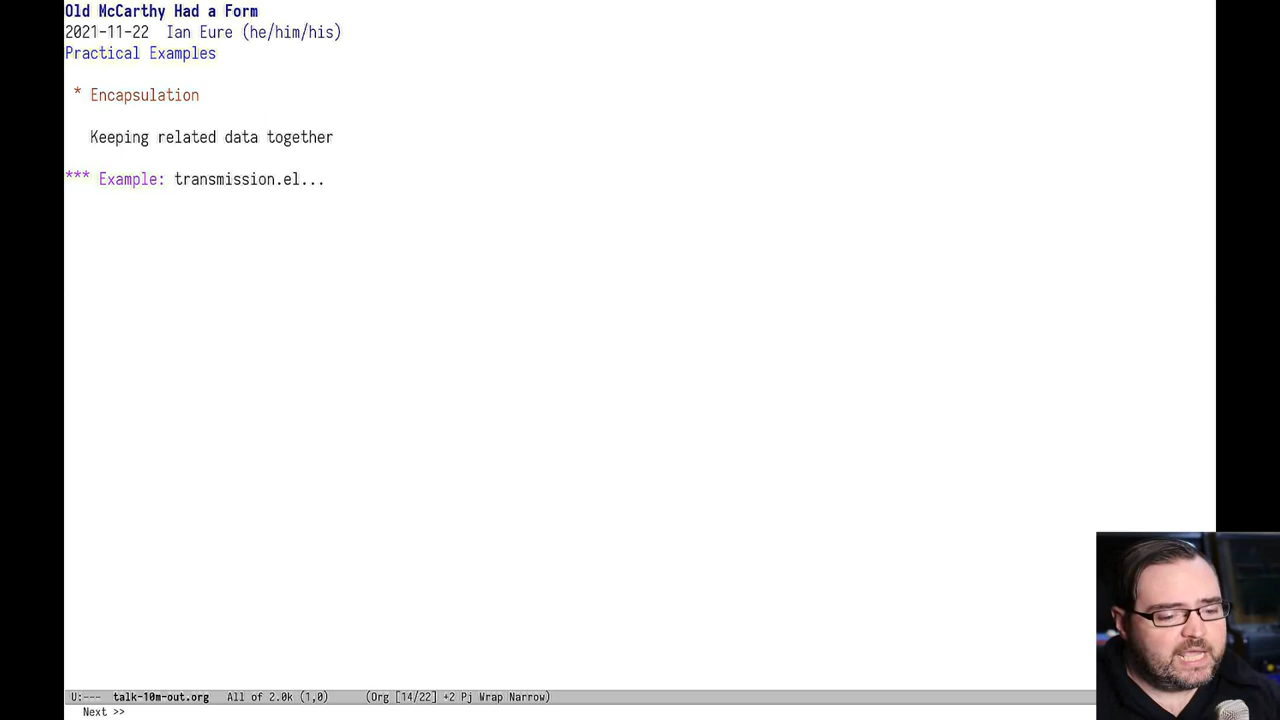 Old McCarthy Had a Form
2021-11-22  Ian Eure (he/him/his)
Practical Examples
* Encapsulation
Keeping related data together
*** Example: transmission.el...
U:---  talk-10m-out.org  All of 2.0k (1,0)  (Org [14/22] +2 Pj Wrap Narrow)
Next >>